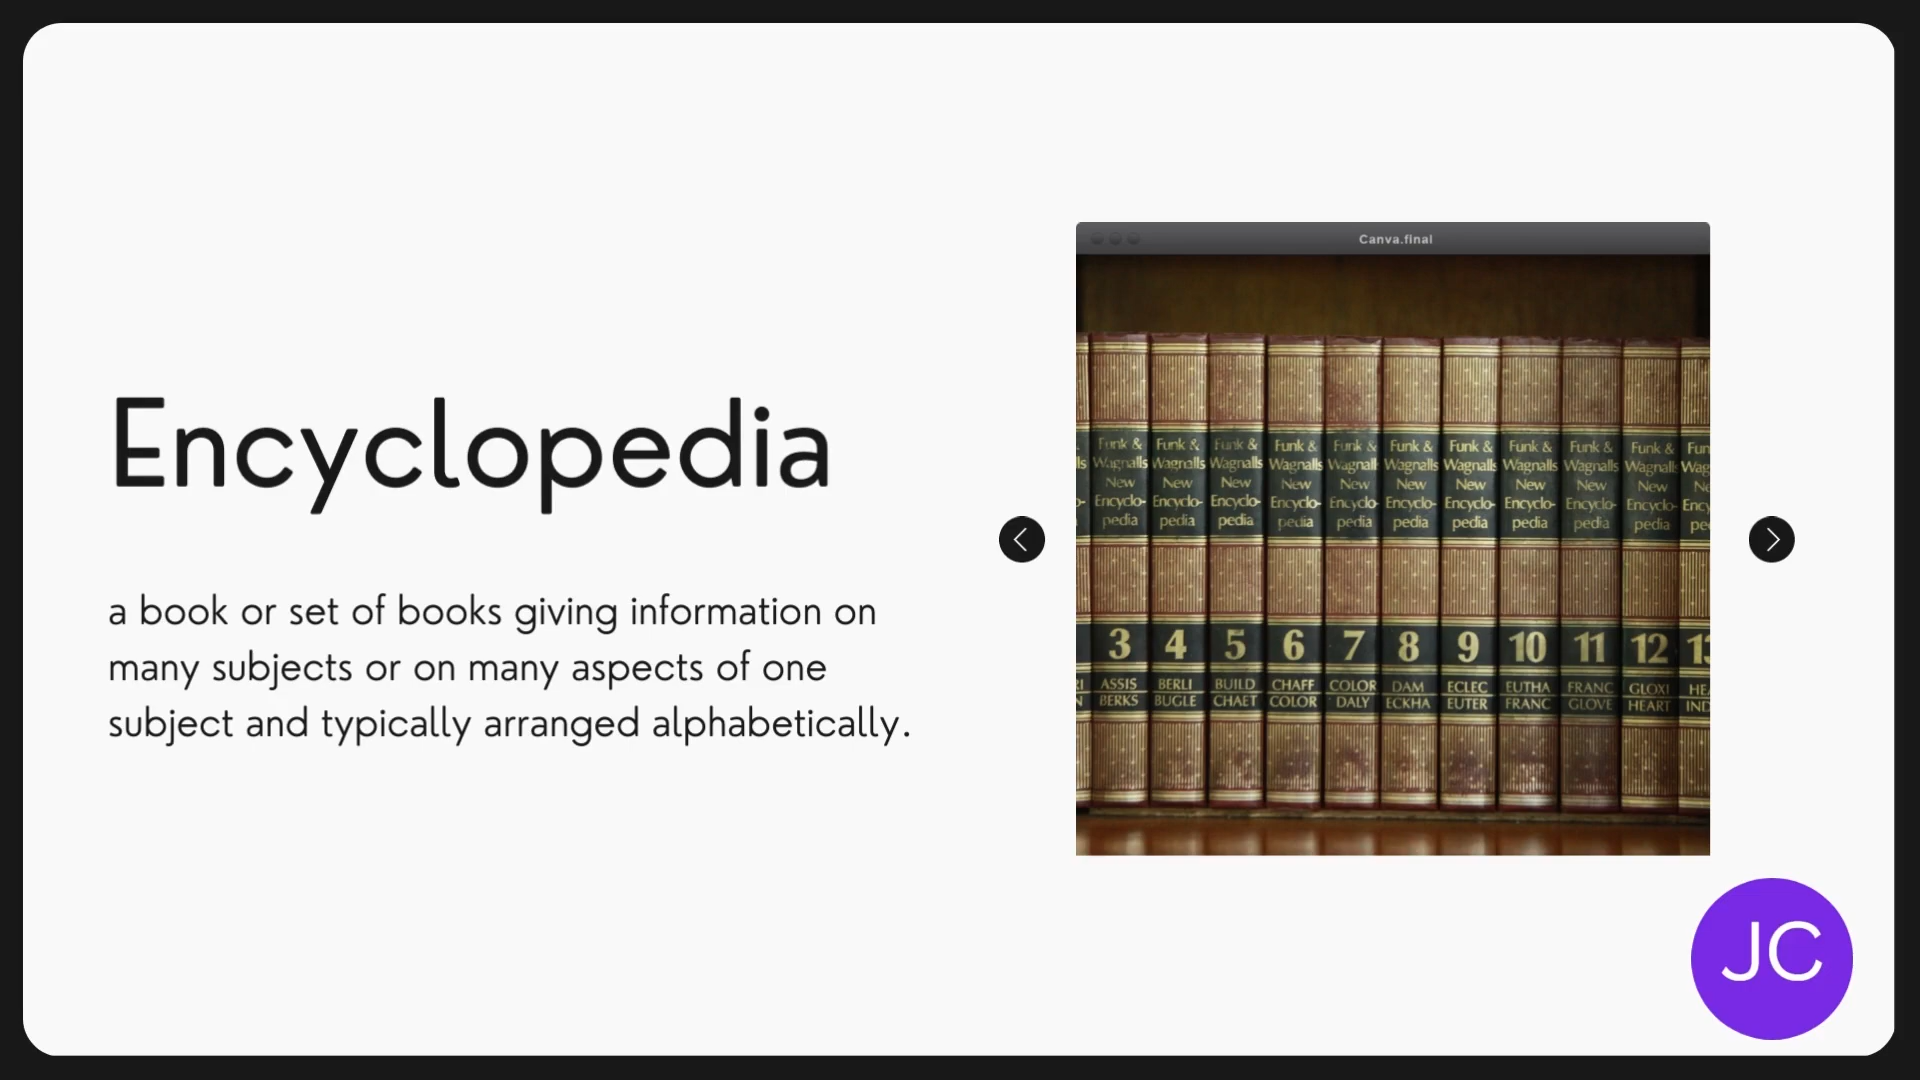 Encyclopedia
a book or set of books giving information on
many subjects or on many aspects of one
subject and typically arranged alphabetically.
Canva.final
Funk &
Wagnalls
New
Encyclo-
pedia
3
ASSIS
BERKS
Funk &
Wagnalls
New
Encyclo-
pedia
4
BERLI
BUGLE
Funk &
Wagnalls
New
Encyclo-
pedia
5
BUILD
CHAET
Funk &
Wagnalls
New
Encyclo-
pedia
6
CHAFF
COLOR
Funk &
Wagnalls
New
Encyclo-
pedia
7
COLOR
DALY
Funk &
Wagnalls
New
Encyclo-
pedia
8
DAM
ECKHA
Funk &
Wagnalls
New
Encyclo-
pedia
9
ECLEC
EUTER
Funk &
Wagnalls
New
Encyclo-
pedia
10
EUTHA
FRANC
Funk &
Wagnalls
New
Encyclo-
pedia
11
FRANC
GLOVE
Funk &
Wagnalls
New
Encyclo-
pedia
12
GLOXI
HEART
JC